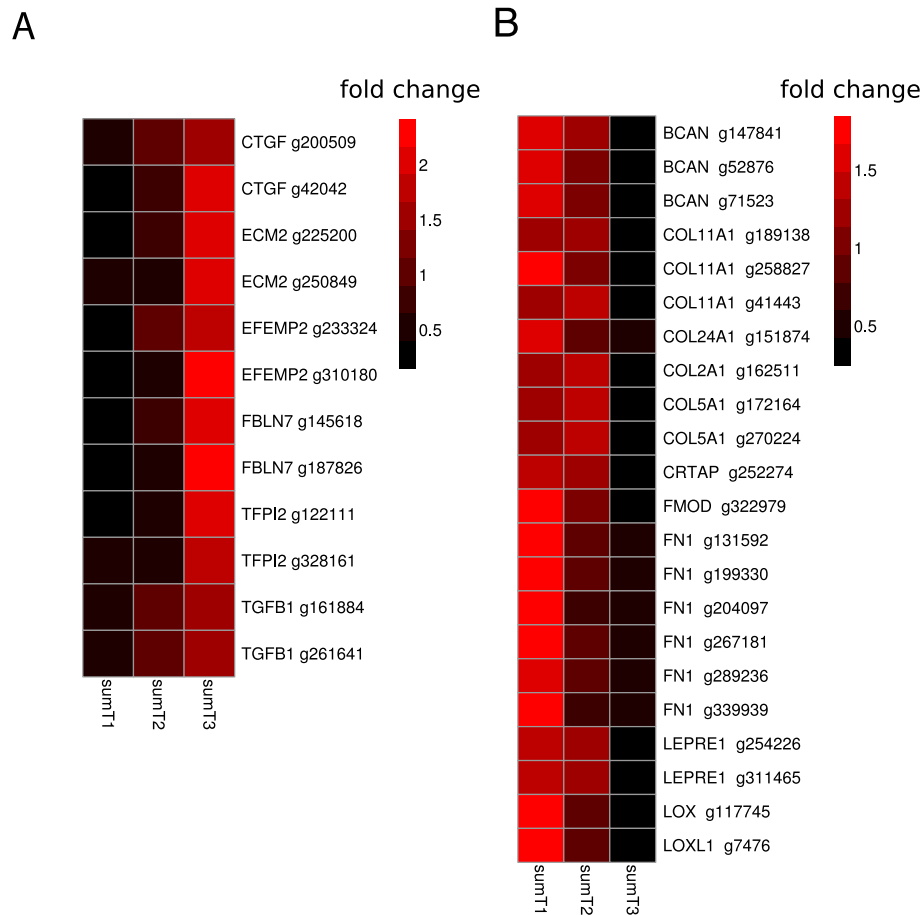 A
fold change
CTGF g200509
CTGF g42042
ECM2 g225200
ECM2 g250849
EFEMP2 g233324
EFEMP2 g310180
FBLN7 g145618
FBLN7 g187826
TFPI2 g122111
TFPI2 g328161
TGFB1 g161884
TGFB1 g261641
2
1.5
1
0.5
sumT1
sumT2
sumT3
B
fold change
BCAN g147841
BCAN g52876
BCAN g71523
COL11A1 g189138
COL11A1 g258827
COL11A1 g41443
COL24A1 g151874
COL2A1 g162511
COL5A1 g172164
COL5A1 g270224
CRTAP g252274
FMOD g322979
FN1 g131592
FN1 g199330
FN1 g204097
FN1 g267181
FN1 g289236
FN1 g339939
LEPRE1 g254226
LEPRE1 g311465
LOX g117745
LOXL1 g7476
1.5
1
0.5
sumT1
sumT2
sumT3